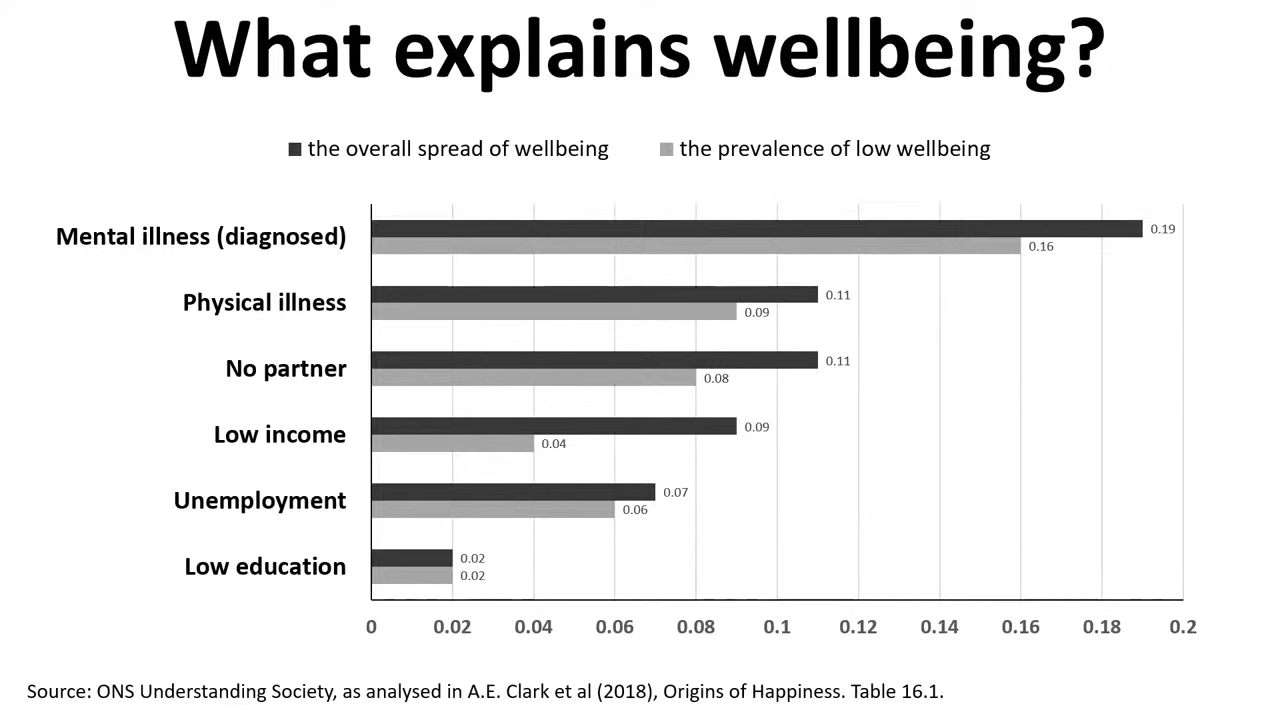 What explains wellbeing?
the overall spread of wellbeing the prevalence of low wellbeing
Mental illness (diagnosed) 0.19
0.16
Physical illness 0.11
0.09
No partner 0.11
0.08
Low income 0.09
0.04
Unemployment 0.07
0.06
Low education 0.02
0.02
0 0.02 0.04 0.06 0.08 0.1 0.12 0.14 0.16 0.18 0.2
Source: ONS Understanding Society, as analysed in A.E. Clark et al (2018), Origins of Happiness. Table 16.1.